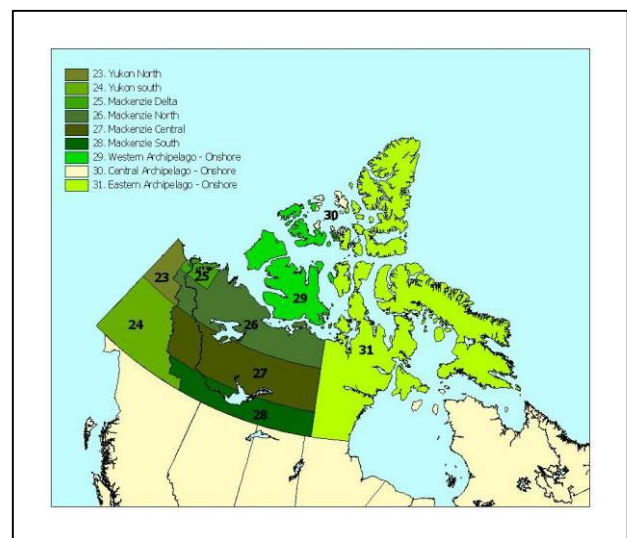 23. Yukon North
24. Yukon south
25. Mackenzie Delta
26. Mackenzie North
27. Mackenzie Central
28. Mackenzie South
29. Western Archipelago - Onshore
30. Central Archipelago - Onshore
31. Eastern Archipelago - Onshore
30
23
25
29
24
26
31
27
28